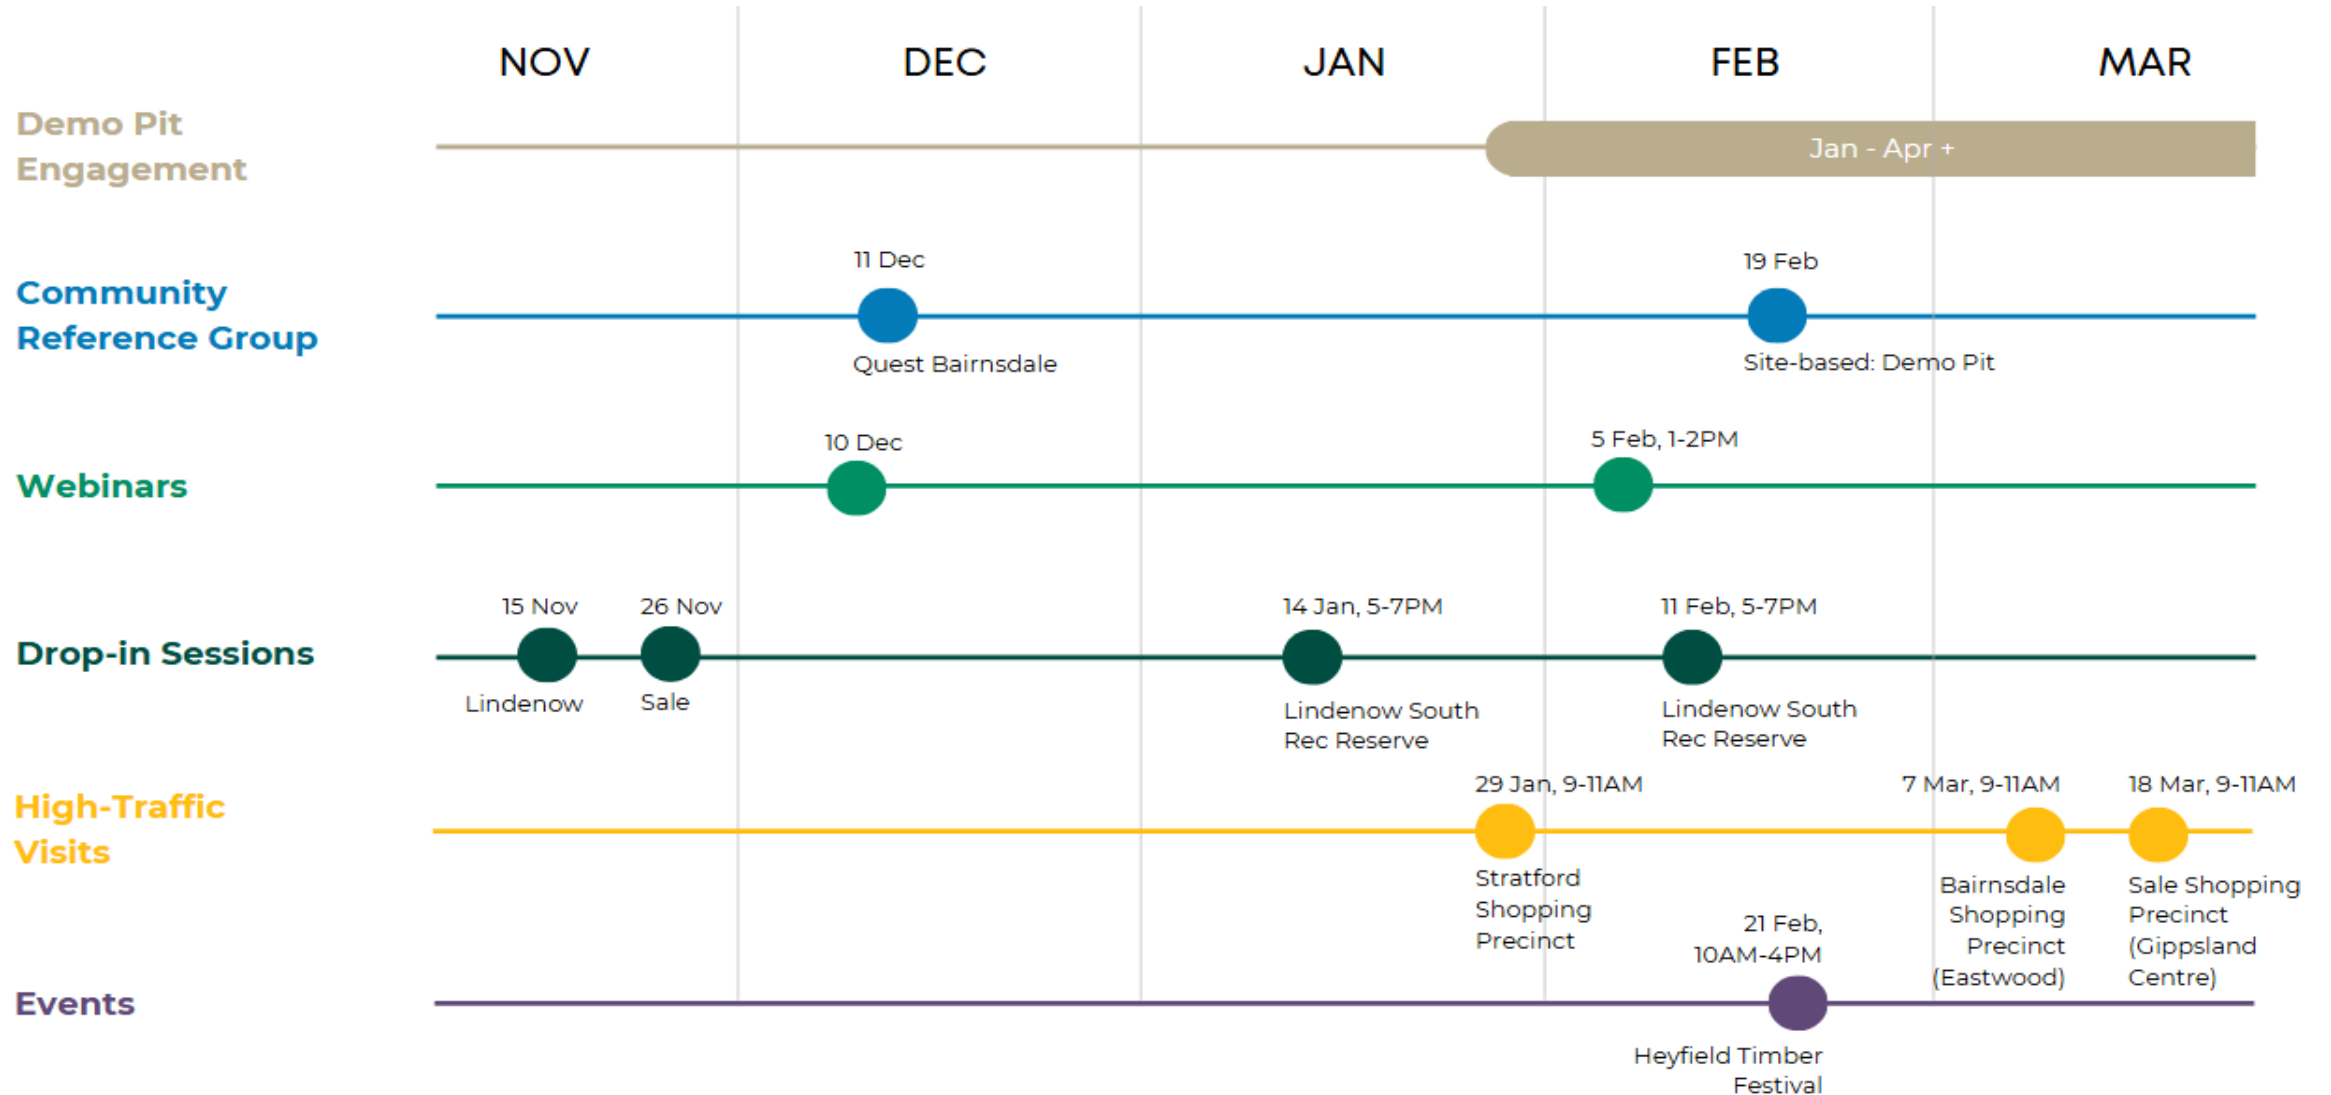 NOV
DEC
JAN
FEB
MAR
Demo Pit
Engagement
Jan - Apr +
Community
Reference Group
11 Dec
Quest Bairnsdale
19 Feb
Site-based: Demo Pit
Webinars
10 Dec
5 Feb, 1-2PM
Drop-in Sessions
15 Nov
Lindenow
26 Nov
Sale
14 Jan, 5-7PM
Lindenow South
Rec Reserve
11 Feb, 5-7PM
Lindenow South
Rec Reserve
High-Traffic
Visits
29 Jan, 9-11AM
Stratford
Shopping
Precinct
7 Mar, 9-11AM
Bairnsdale
Shopping
Precinct
(Eastwood)
18 Mar, 9-11AM
Sale Shopping
Precinct
(Gippsland
Centre)
Events
21 Feb,
10AM-4PM
Heyfield Timber
Festival